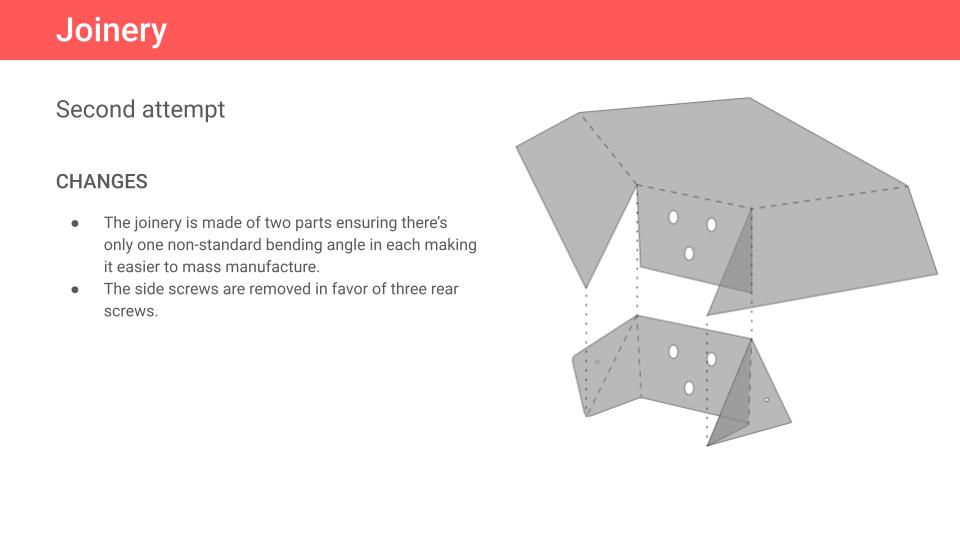 Joinery
Second attempt
CHANGES
● The joinery is made of two parts ensuring there’s
only one non-standard bending angle in each making
it easier to mass manufacture.
● The side screws are removed in favor of three rear
screws.